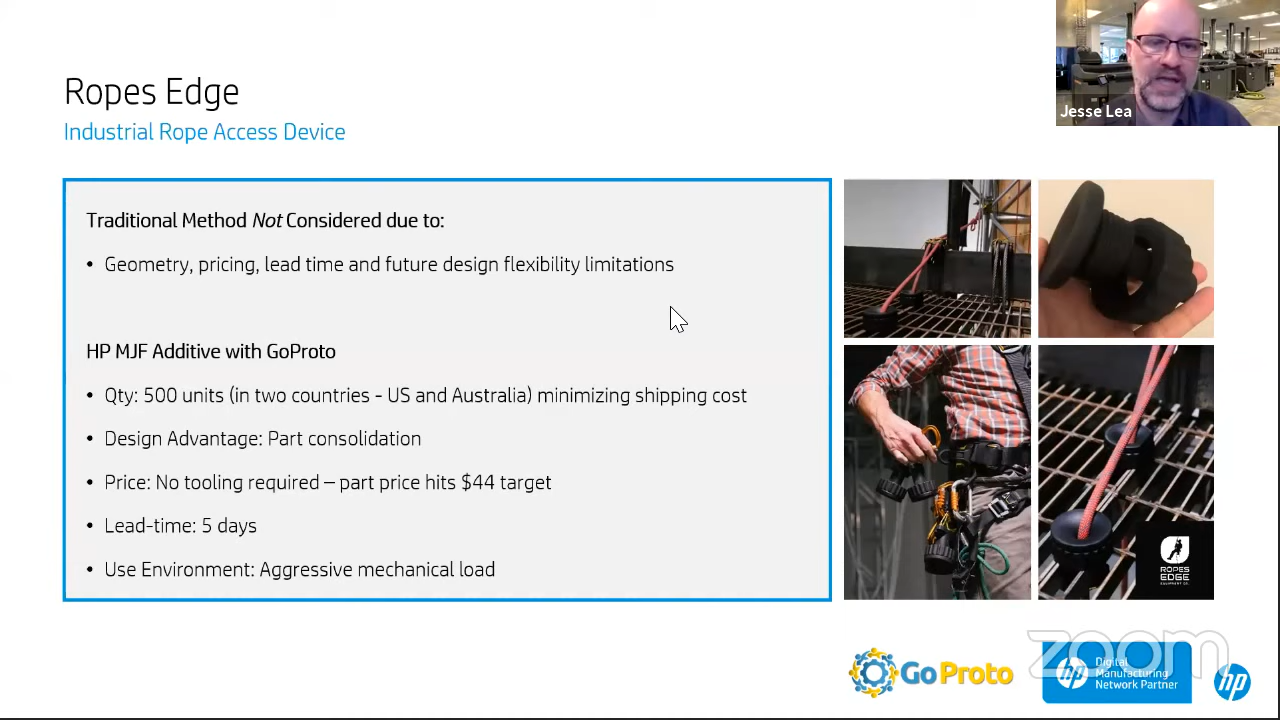 Ropes Edge
Industrial Rope Access Device
Jesse Lea
Traditional Method Not Considered due to:
• Geometry, pricing, lead time and future design flexibility limitations
HP MJF Additive with GoProto
• Qty: 500 units (in two countries - US and Australia) minimizing shipping cost
• Design Advantage: Part consolidation
• Price: No tooling required – part price hits $44 target
• Lead-time: 5 days
• Use Environment: Aggressive mechanical load
ROPES
EDGE
GoProto
hp
Digital
Manufacturing
Network Partner
zoom
hp